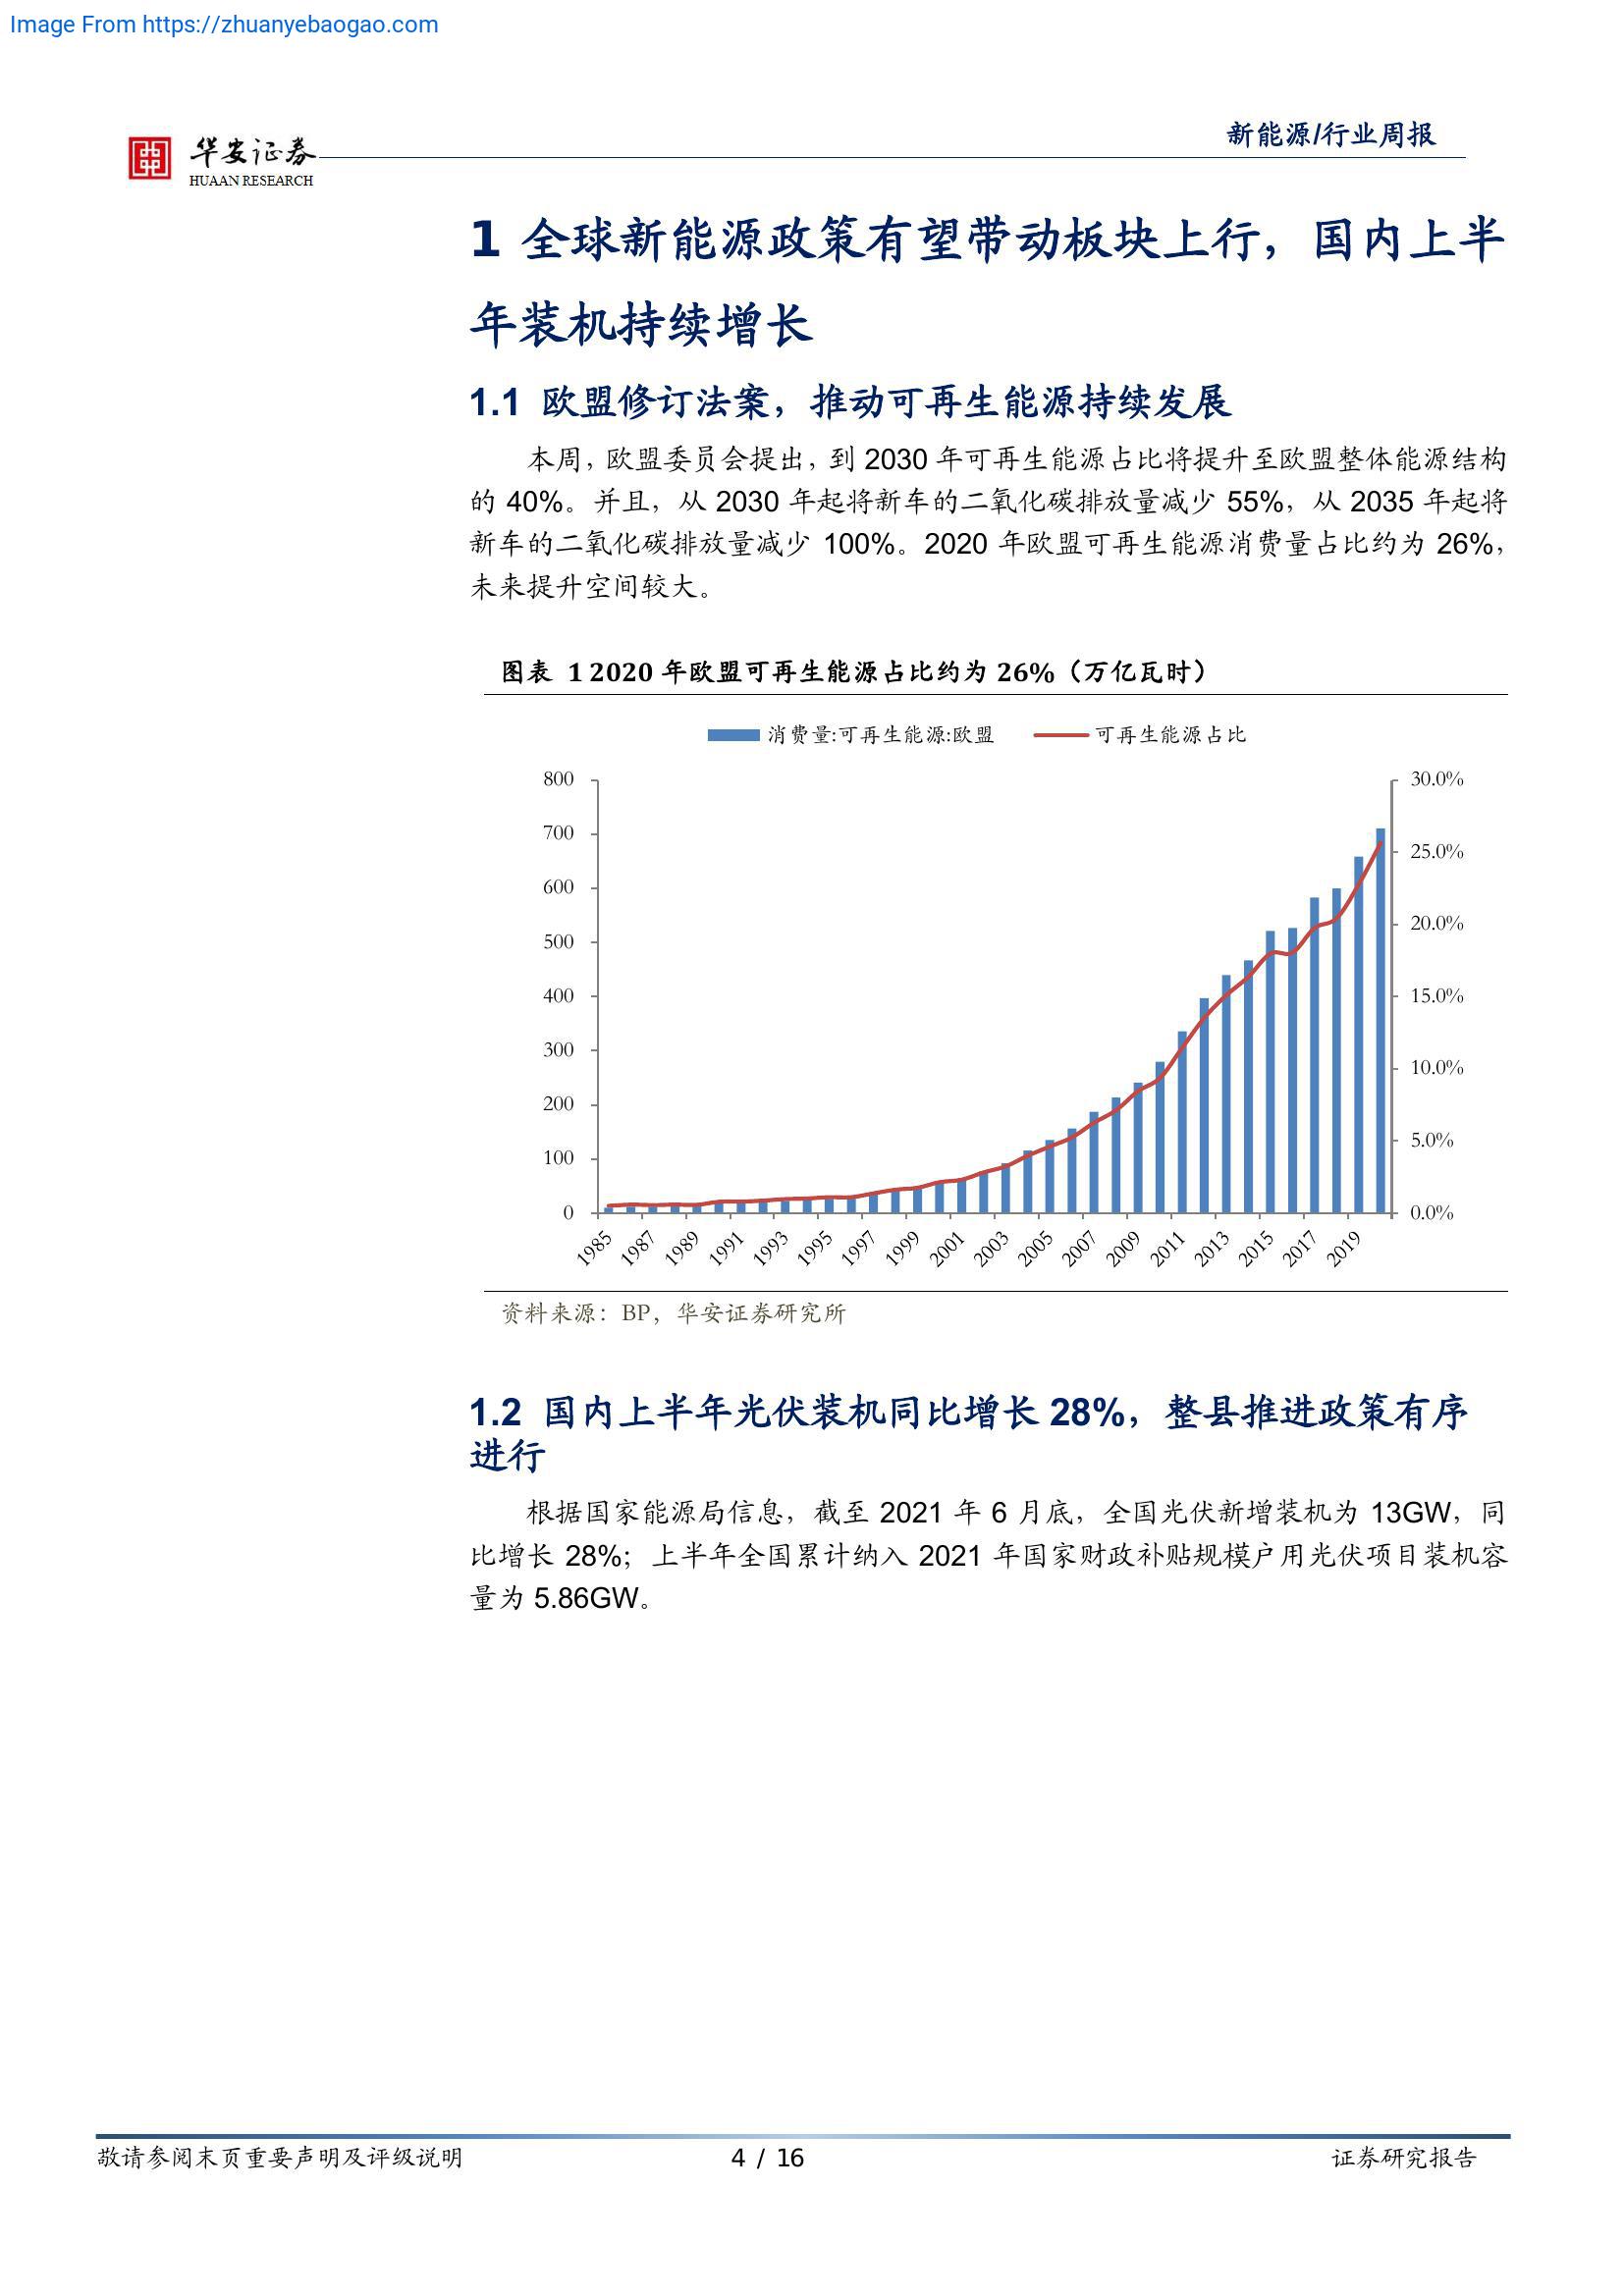 Image From https://zhuanyebaogao.com
华安证券
HUAAN RESEARCH
新能源/行业周报
1 全球新能源政策有望带动板块上行，国内上半
年装机持续增长
1.1 欧盟修订法案，推动可再生能源持续发展
本周，欧盟委员会提出，到 2030 年可再生能源占比将提升至欧盟整体能源结构
的 40%。并且，从 2030 年起将新车的二氧化碳排放量减少 55%，从 2035 年起将
新车的二氧化碳排放量减少 100%。2020 年欧盟可再生能源消费量占比约为 26%，
未来提升空间较大。
图表 1 2020 年欧盟可再生能源占比约为 26%（万亿瓦时）
消费量:可再生能源:欧盟 可再生能源占比
800 30.0%
700
25.0%
600
20.0%
500
400 15.0%
300
10.0%
200
5.0%
100
0 0.0%
1985 1987 1989 1991 1993 1995 1997 1999 2001 2003 2005 2007 2009 2011 2013 2015 2017 2019
资料来源：BP，华安证券研究所
1.2 国内上半年光伏装机同比增长 28%，整县推进政策有序
进行
根据国家能源局信息，截至 2021 年 6 月底，全国光伏新增装机为 13GW，同
比增长 28%；上半年全国累计纳入 2021 年国家财政补贴规模户用光伏项目装机容
量为 5.86GW。
敬请参阅末页重要声明及评级说明 4 / 16 证券研究报告